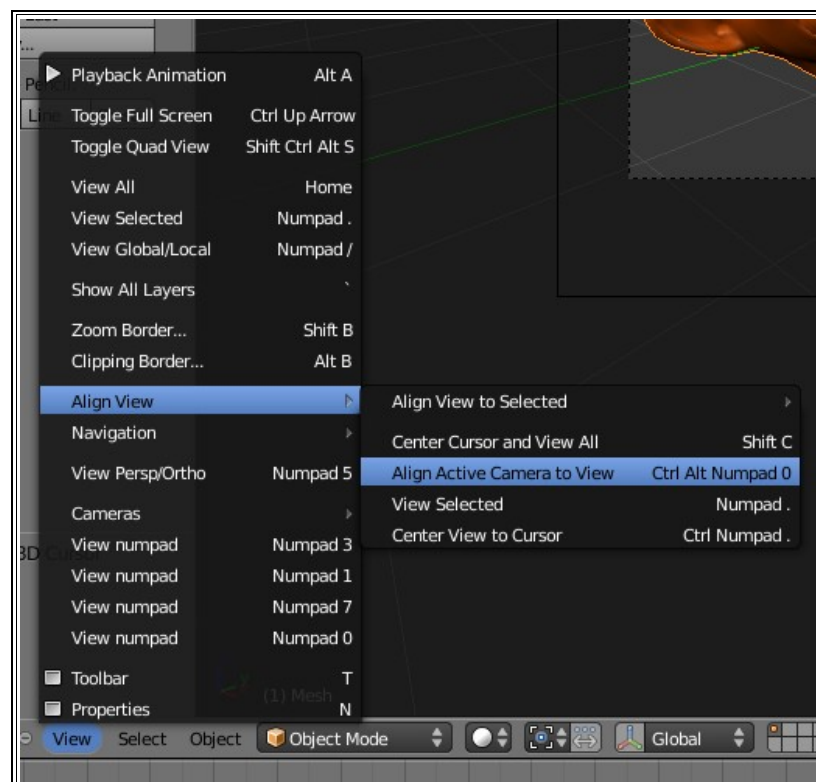 Playback Animation Alt A
Toggle Full Screen Ctrl Up Arrow
Toggle Quad View Shift Ctrl Alt S
View All Home
View Selected Numpad .
View Global/Local Numpad /
Show All Layers `
Zoom Border... Shift B
Clipping Border... Alt B
Align View
Navigation
View Persp/Ortho Numpad 5
Cameras
View numpad Numpad 3
View numpad Numpad 1
View numpad Numpad 7
View numpad Numpad 0
Toolbar T
Properties N
Align View to Selected
Center Cursor and View All Shift C
Align Active Camera to View Ctrl Alt Numpad 0
View Selected Numpad .
Center View to Cursor Ctrl Numpad .
Line
3D Cursor
(1) Mesh
View Select Object Object Mode Global